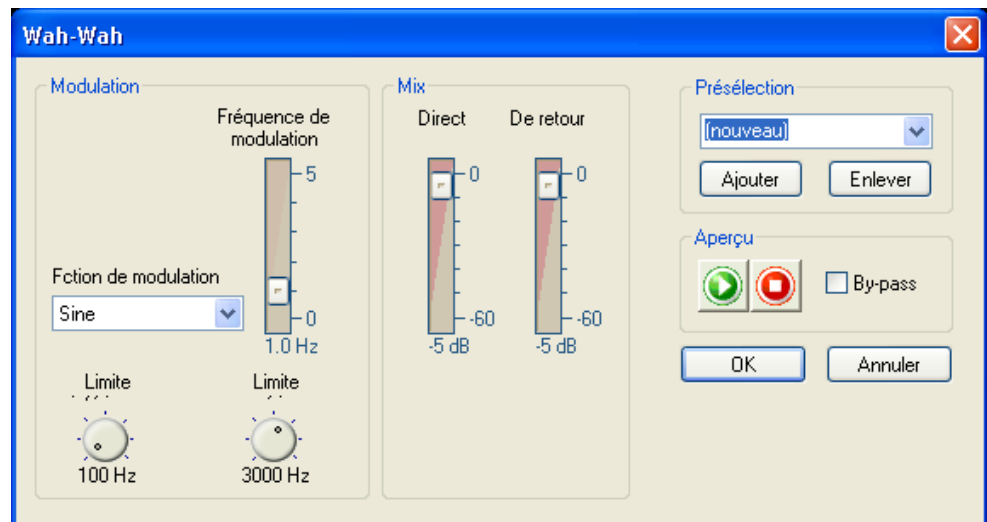 Wah-Wah
Modulation
Fréquence de
modulation
5
0
1.0 Hz
Fction de modulation
Sine
Limite
100 Hz
Limite
3000 Hz
Mix
Direct
De retour
0
-60
-5 dB
0
-60
-5 dB
Présélection
(nouveau)
Ajouter
Enlever
Aperçu
By-pass
OK
Annuler